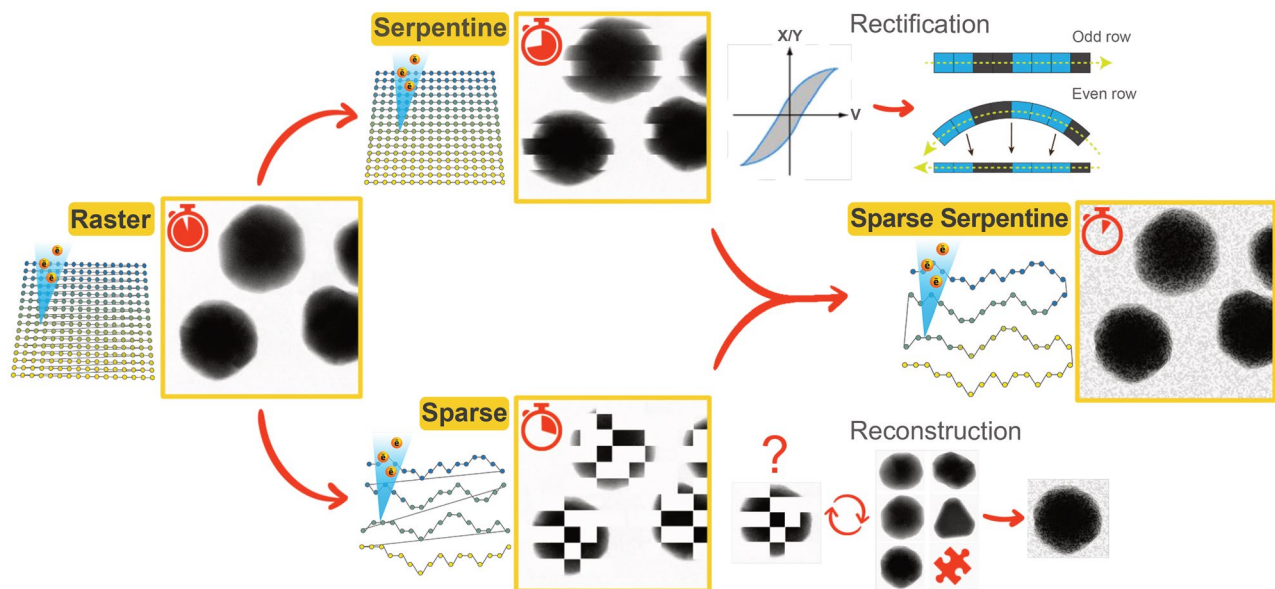 Serpentine
ē
ē
ē
X/Y
V
Rectification
Odd row
Even row
Raster
ē
ē
ē
Sparse Serpentine
ē
ē
ē
Sparse
ē
ē
ē
?
Reconstruction